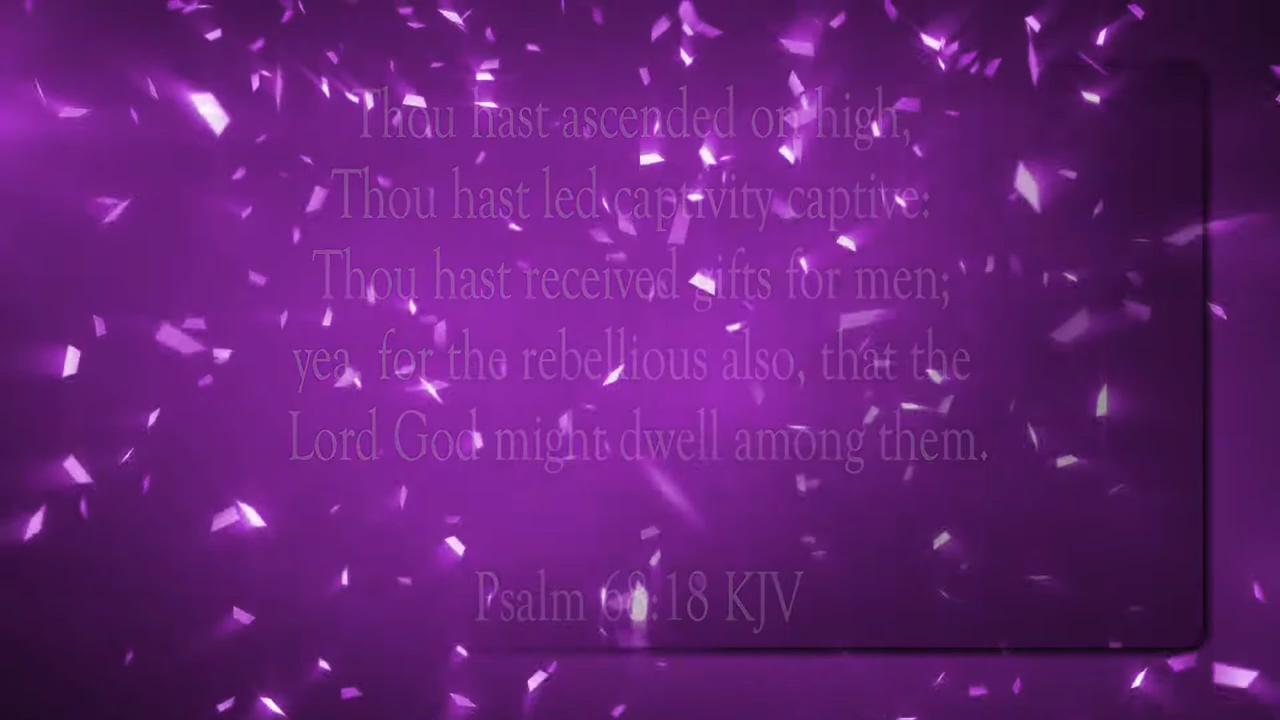 Thou hast ascended on high,
Thou hast led captivity captive:
Thou hast received gifts for men;
yea, for the rebellious also, that the
Lord God might dwell among them.
Psalm 68:18 KJV